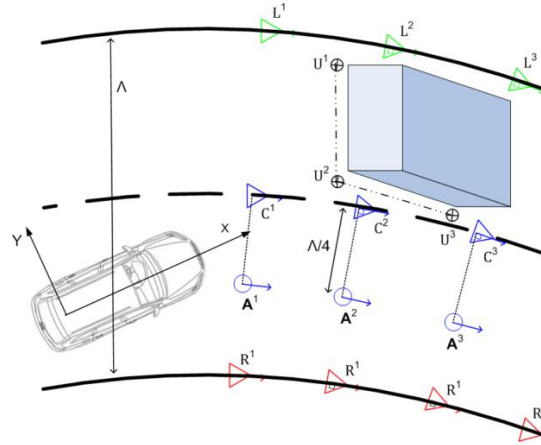 L¹
L²
L³
U¹
Λ
U²
C¹
Y
X
C²
U³
C³
Λ/4
A¹
A²
A³
R¹
R¹
R¹
R